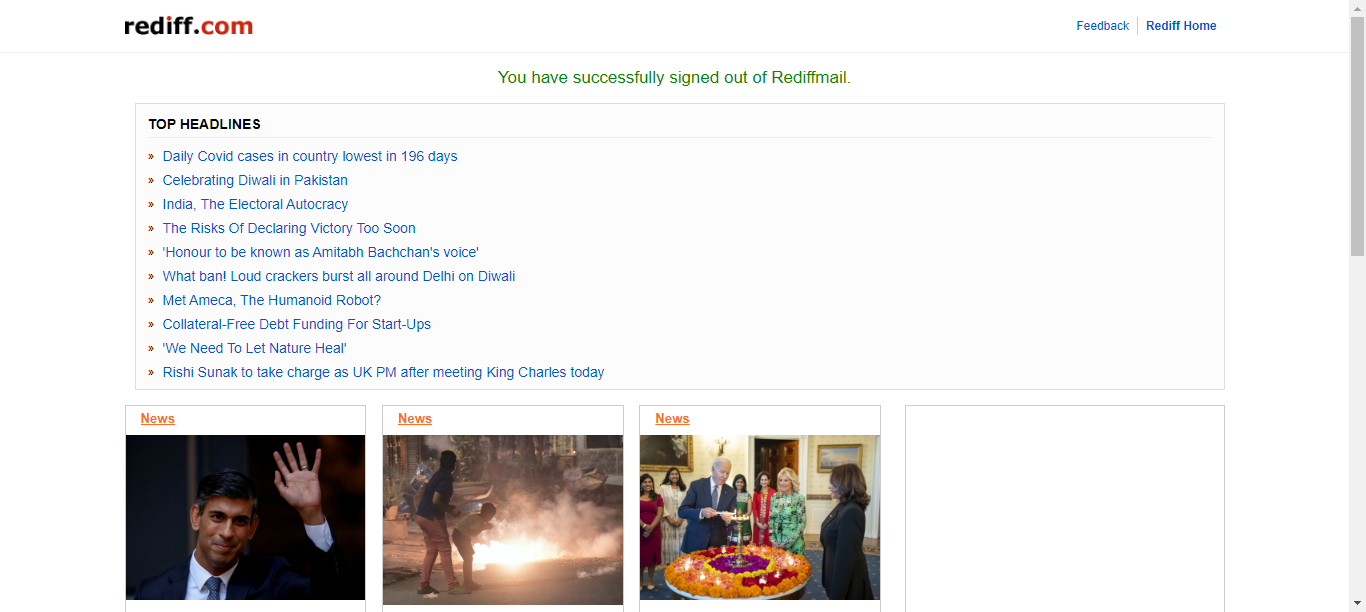 rediff.com
Feedback
Rediff Home
You have successfully signed out of Rediffmail.
TOP HEADLINES
» Daily Covid cases in country lowest in 196 days
» Celebrating Diwali in Pakistan
» India, The Electoral Autocracy
» The Risks Of Declaring Victory Too Soon
» 'Honour to be known as Amitabh Bachchan's voice'
» What ban! Loud crackers burst all around Delhi on Diwali
» Met Ameca, The Humanoid Robot?
» Collateral-Free Debt Funding For Start-Ups
» 'We Need To Let Nature Heal'
» Rishi Sunak to take charge as UK PM after meeting King Charles today
News
News
News